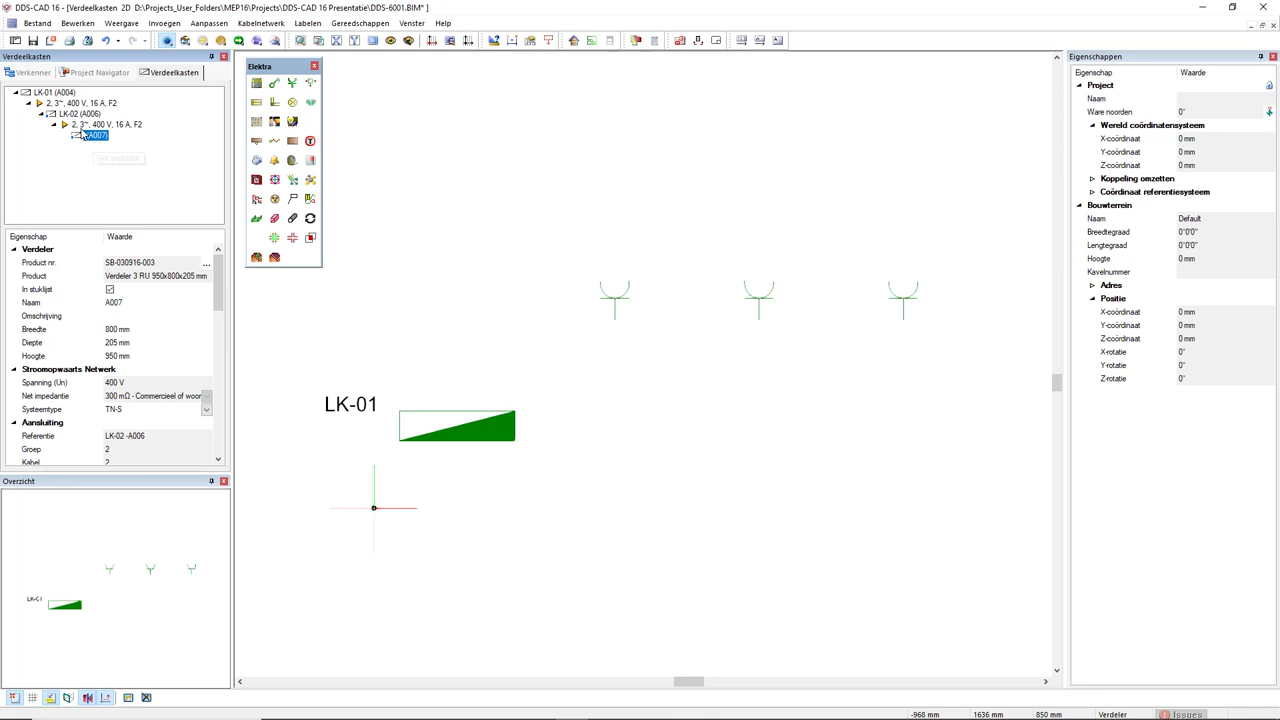 DDS-CAD 16 - [Verdeelkasten 2D D:\Projects_User_Folders\MEP16\Projects\DDS-CAD 16 Presentatie\DDS-6001.BIM* ]
Bestand Bewerken Weergave Invoegen Aanpassen Kabelnetwerk Labelen Gereedschappen Venster Help
Verdeelkasten
Verkenner Project Navigator Verdeelkasten
LK-01 (A004)
2, 3~, 400 V, 16 A, F2
LK-02 (A006)
2, 3~, 400 V, 16 A, F2
(A007)
Niet geplaatst
Eigenschap Waarde
Verdeler
Product nr. SB-030916-003 ...
Product Verdeler 3 RU 950x800x205 mm
In stuklijst
Naam A007
Omschrijving
Breedte 800 mm
Diepte 205 mm
Hoogte 950 mm
Stroomopwaarts Netwerk
Spanning (Un) 400 V
Net impedantie 300 mΩ - Commercieel of woor
Systeemtype TN-S
Aansluiting
Referentie LK-02 -A006
Groep 2
Kabel 2
Overzicht
LK-01
Elektra
LK-01
Eigenschappen
Eigenschap Waarde
Project
Naam
Ware noorden 0°
Wereld coördinatensysteem
X-coördinaat 0 mm
Y-coördinaat 0 mm
Z-coördinaat 0 mm
Koppeling omzetten
Coördinaat referentiesysteem
Bouwterrein
Naam Default
Breedtegraad 0°0'0"
Lengtegraad 0°0'0"
Hoogte 0 mm
Kavelnummer
Adres
Positie
X-coördinaat 0 mm
Y-coördinaat 0 mm
Z-coördinaat 0 mm
X-rotatie 0°
Y-rotatie 0°
Z-rotatie 0°
-968 mm 1636 mm 850 mm Verdeler Issues